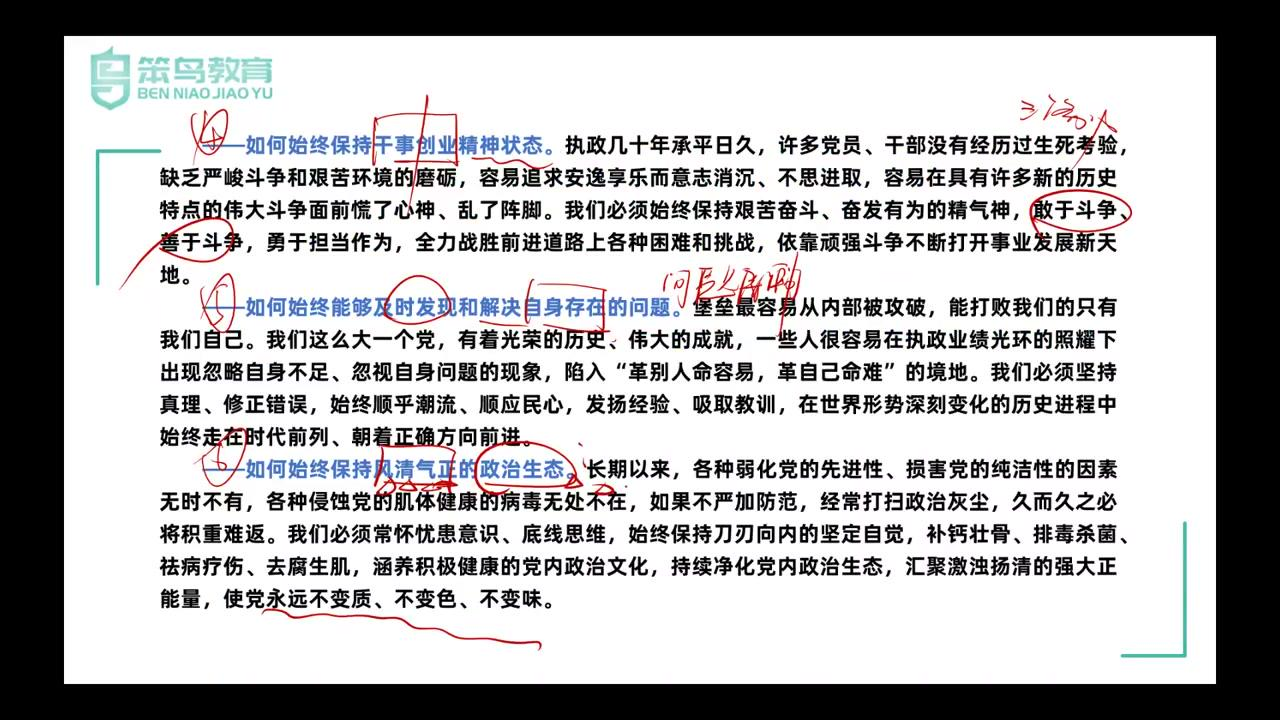 笨鸟教育
BEN NIAO JIAO YU
——如何始终保持干事创业精神状态。执政几十年承平日久，许多党员、干部没有经历过生死考验，
缺乏严峻斗争和艰苦环境的磨砺，容易追求安逸享乐而意志消沉、不思进取，容易在具有许多新的历史
特点的伟大斗争面前慌了心神、乱了阵脚。我们必须始终保持艰苦奋斗、奋发有为的精气神，敢于斗争、
善于斗争，勇于担当作为，全力战胜前进道路上各种困难和挑战，依靠顽强斗争不断打开事业发展新天
地。
——如何始终能够及时发现和解决自身存在的问题。堡垒最容易从内部被攻破，能打败我们的只有
我们自己。我们这么大一个党，有着光荣的历史、伟大的成就，一些人很容易在执政业绩光环的照耀下
出现忽略自身不足、忽视自身问题的现象，陷入“革别人命容易，革自己命难”的境地。我们必须坚持
真理、修正错误，始终顺乎潮流、顺应民心，发扬经验、吸取教训，在世界形势深刻变化的历史进程中
始终走在时代前列、朝着正确方向前进。
——如何始终保持风清气正的政治生态。长期以来，各种弱化党的先进性、损害党的纯洁性的因素
无时不有，各种侵蚀党的肌体健康的病毒无处不在，如果不严加防范，经常打扫政治灰尘，久而久之必
将积重难返。我们必须常怀忧患意识、底线思维，始终保持刀刃向内的坚定自觉，补钙壮骨、排毒杀菌、
祛病疗伤、去腐生肌，涵养积极健康的党内政治文化，持续净化党内政治生态，汇聚激浊扬清的强大正
能量，使党永远不变质、不变色、不变味。